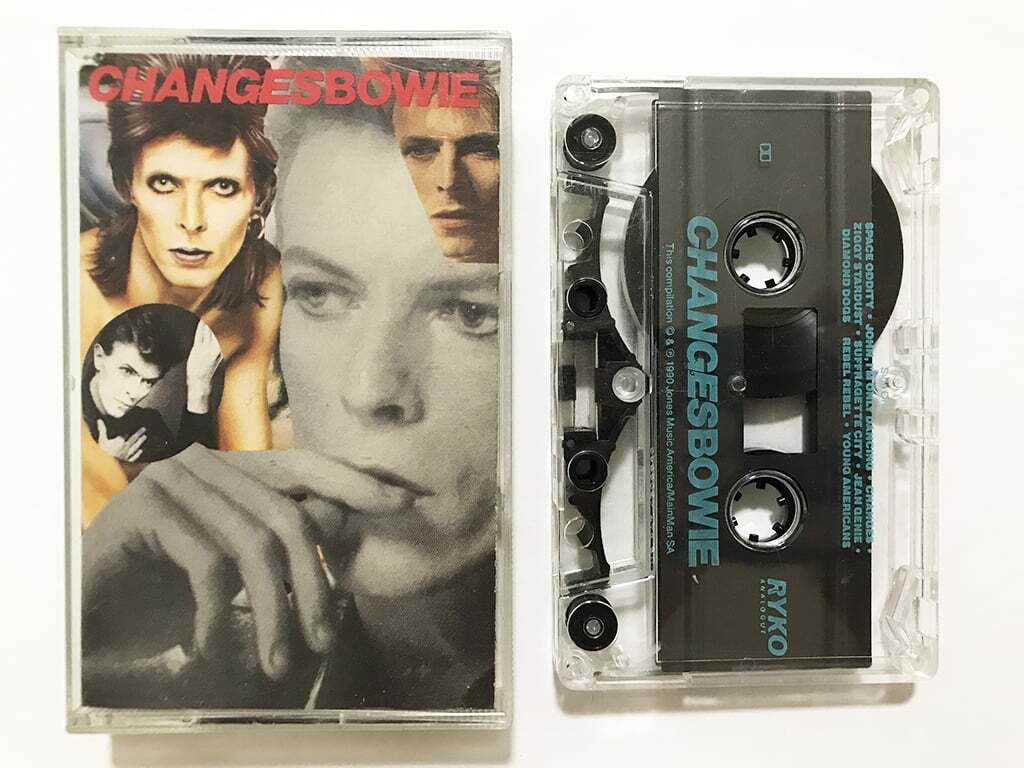 CHANGESBOWIE
SPACE ODDITY • JOHN, I'M ONLY DANCING • CHANGES •
ZIGGY STARDUST • SUFFRAGETTE CITY • JEAN GENIE •
DIAMOND DOGS REBEL REBEL • YOUNG AMERICANS
CHANGESBOWIE
This compilation © & ℗ 1990 Jones Music America/MainMan SA
RYKO
ANALOGUE